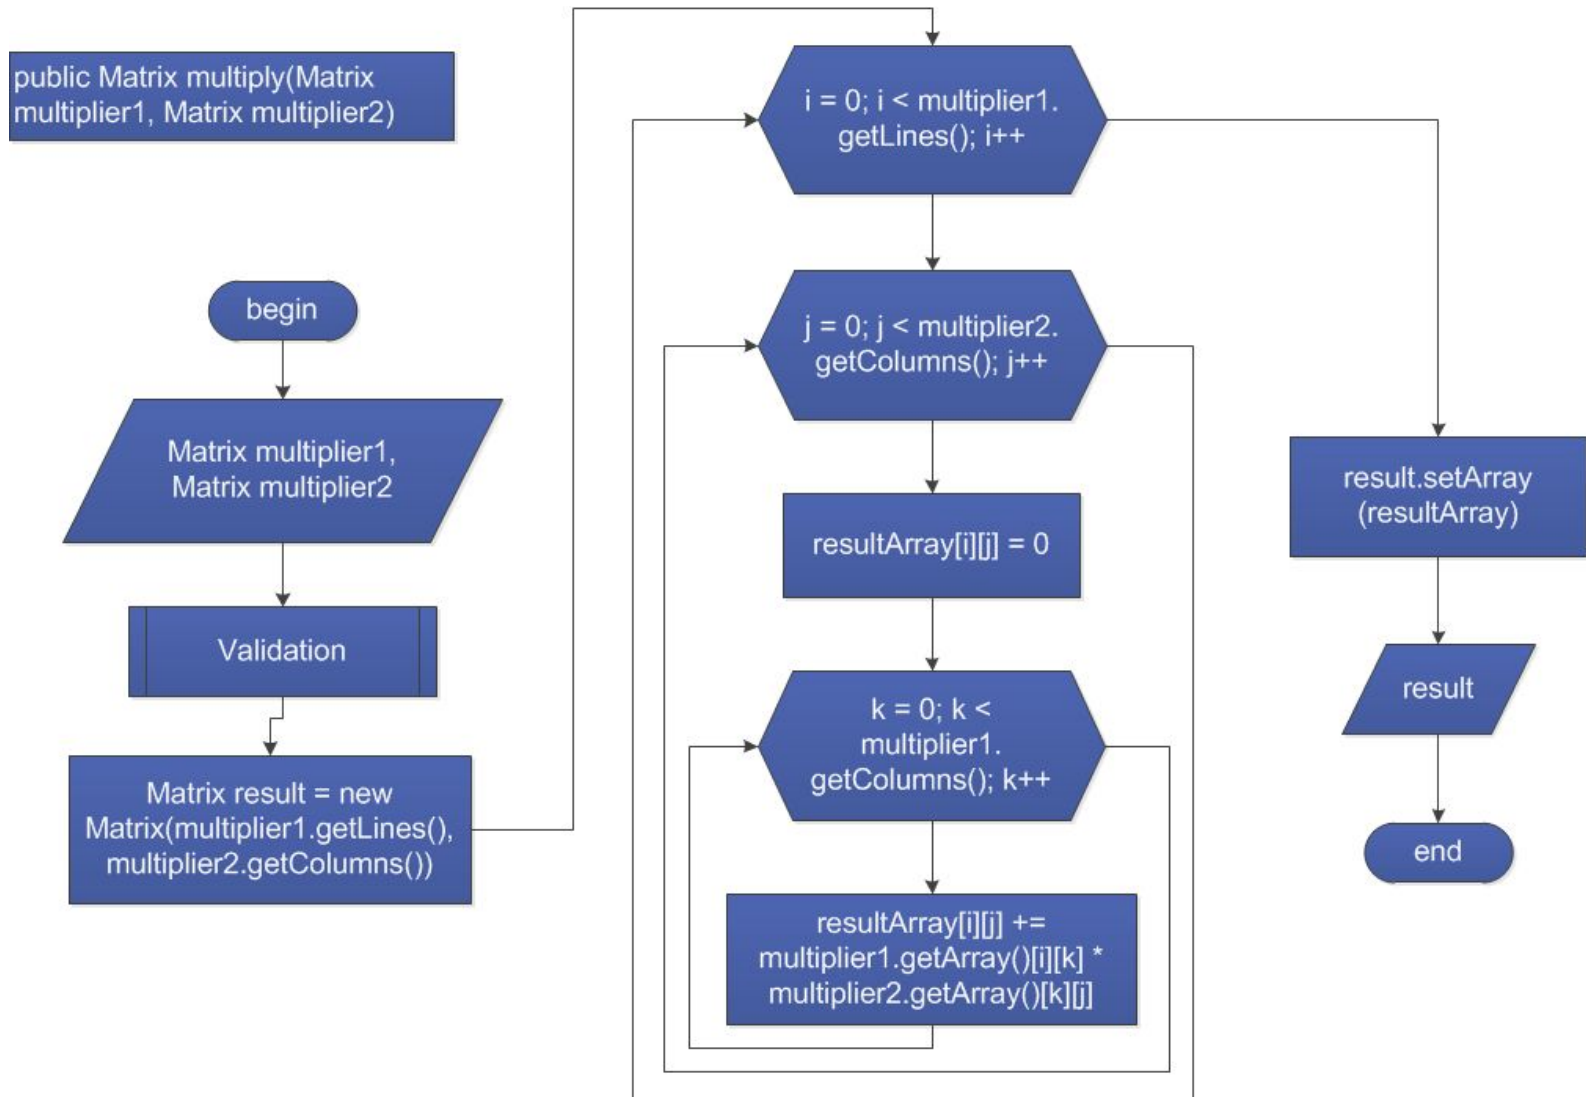 public Matrix multiply(Matrix
multiplier1, Matrix multiplier2)
begin
Matrix multiplier1,
Matrix multiplier2
Validation
Matrix result = new
Matrix(multiplier1.getLines(),
multiplier2.getColumns())
i = 0; i < multiplier1.
getLines(); i++
j = 0; j < multiplier2.
getColumns(); j++
resultArray[i][j] = 0
k = 0; k <
multiplier1.
getColumns(); k++
resultArray[i][j] +=
multiplier1.getArray()[i][k] *
multiplier2.getArray()[k][j]
result.setArray
(resultArray)
result
end